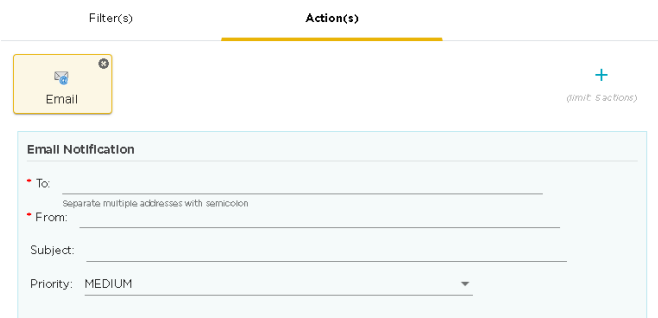 Filter(s) Action(s)
Email
(limit: 5 actions)
Email Notification
* To:
Separate multiple addresses with semicolon
* From:
Subject:
Priority: MEDIUM